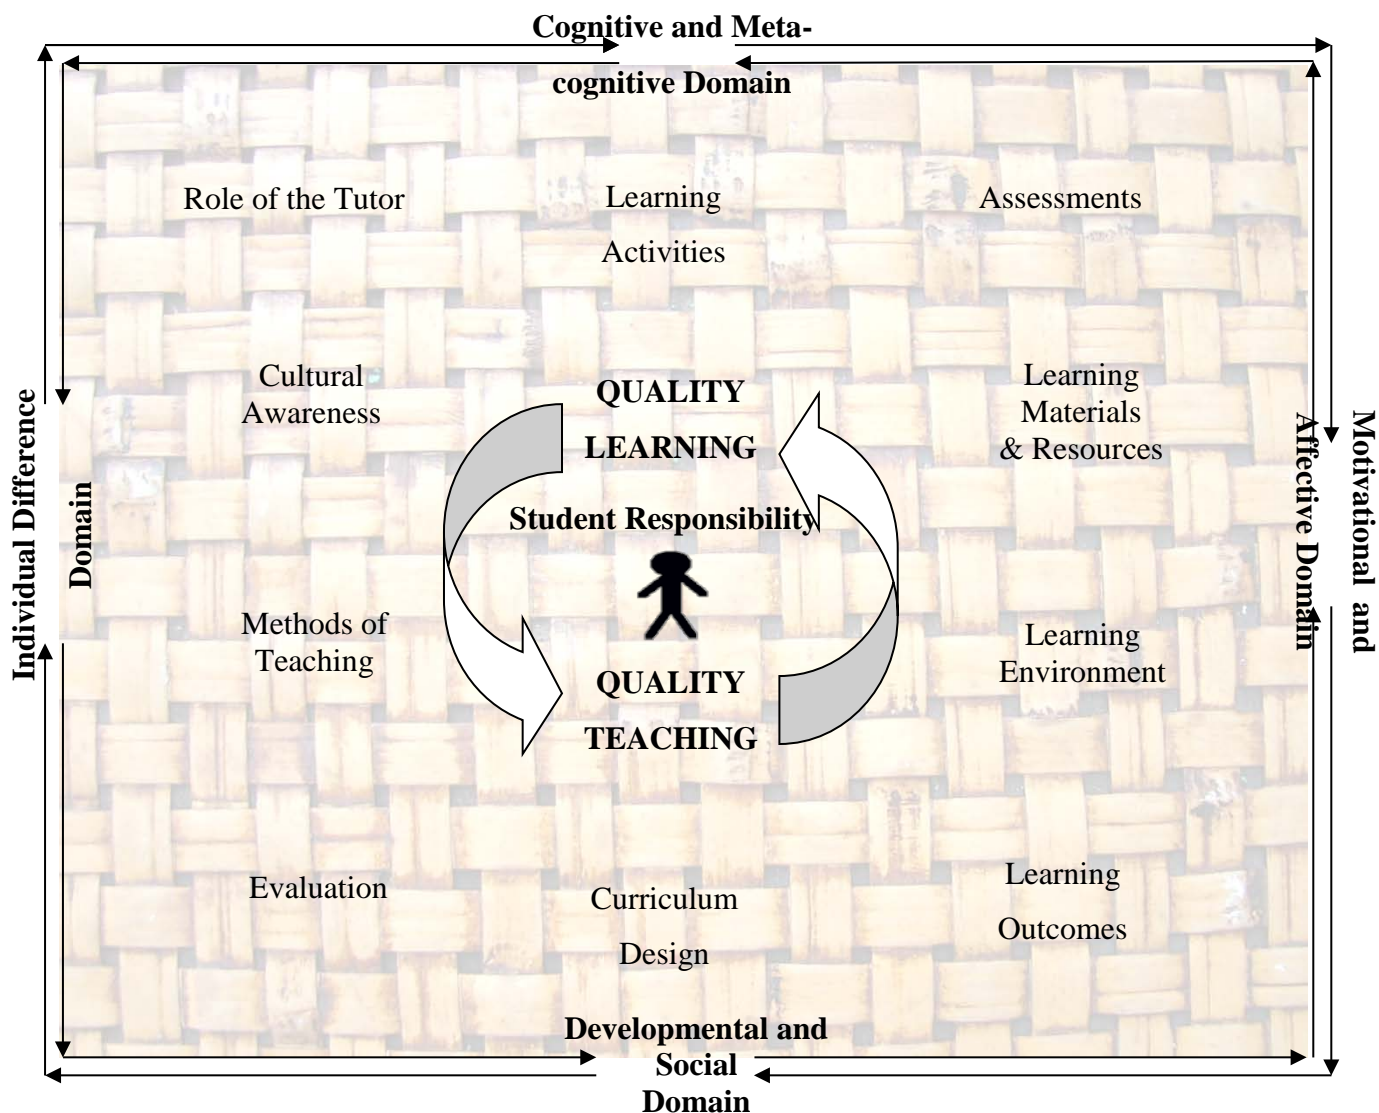 Cognitive and Meta-
cognitive Domain
Role of the Tutor
Learning
Activities
Assessments
Cultural
Awareness
QUALITY
LEARNING
Learning
Materials
& Resources
Individual Difference
Domain
Student Responsibility
Motivational and
Affective Domain
Methods of
Teaching
QUALITY
TEACHING
Learning
Environment
Evaluation
Curriculum
Design
Learning
Outcomes
Developmental and
Social
Domain